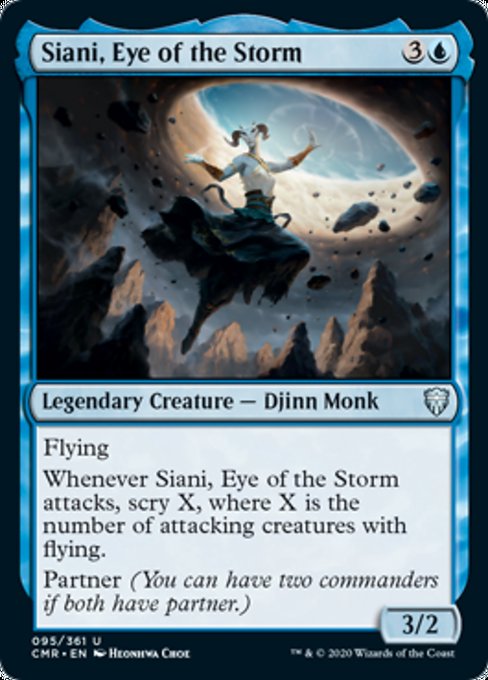 Siani, Eye of the Storm 3
Legendary Creature — Djinn Monk
Flying
Whenever Siani, Eye of the Storm
attacks, scry X, where X is the
number of attacking creatures with
flying.
Partner (You can have two commanders
if both have partner.)
3/2
095/361 U
CMR • EN Heonhwa Choe
™ & © 2020 Wizards of the Coast